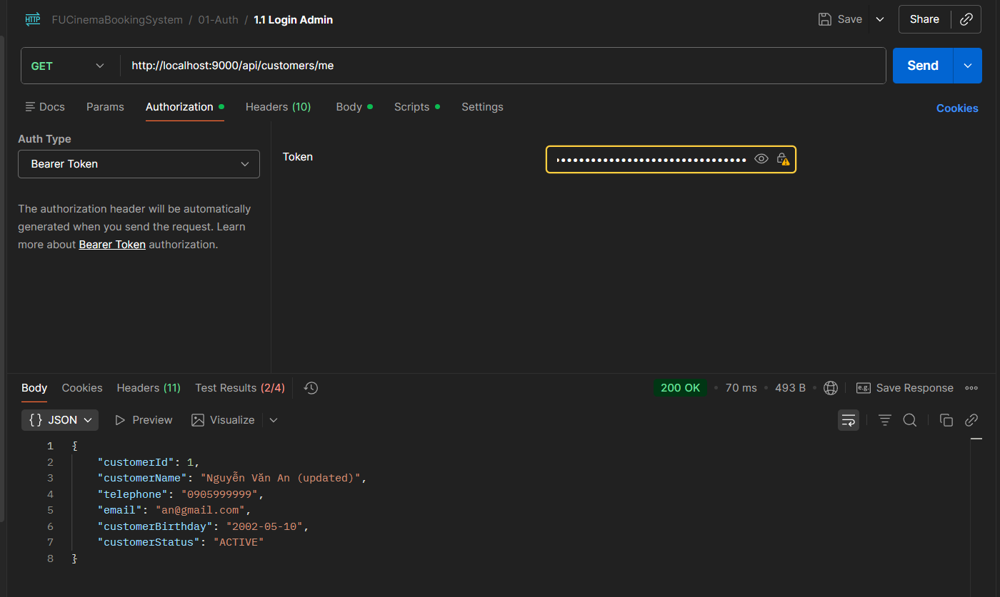 HTTP FUCinemaBookingSystem / 01-Auth / 1.1 Login Admin Save Share
GET http://localhost:9000/api/customers/me Send
Docs Params Authorization Headers (10) Body Scripts Settings Cookies
Auth Type
Bearer Token
Token
The authorization header will be automatically
generated when you send the request. Learn
more about Bearer Token authorization.
Body Cookies Headers (11) Test Results (2/4) 200 OK • 70 ms • 493 B • e.g. Save Response
{} JSON Preview Visualize
1 {
2 "customerId": 1,
3 "customerName": "Nguyễn Văn An (updated)",
4 "telephone": "0905999999",
5 "email": "an@gmail.com",
6 "customerBirthday": "2002-05-10",
7 "customerStatus": "ACTIVE"
8 }